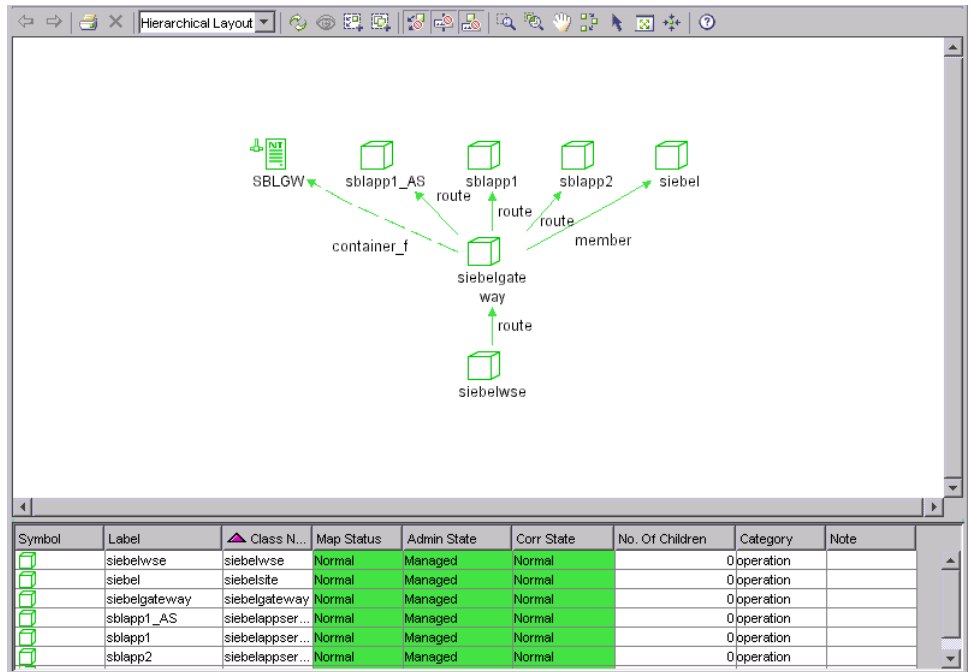 Hierarchical Layout
NT
SBLGW
sblapp1_AS
sblapp1
sblapp2
siebel
route
route
route
container_f
member
siebelgate
way
route
siebelwse
Symbol Label Class N... Map Status Admin State Corr State No. Of Children Category Note
siebelwse siebelwse Normal Managed Normal 0 operation
siebel siebelsite Normal Managed Normal 0 operation
siebelgateway siebelgateway Normal Managed Normal 0 operation
sblapp1_AS siebelappser... Normal Managed Normal 0 operation
sblapp1 siebelappser... Normal Managed Normal 0 operation
sblapp2 siebelappser... Normal Managed Normal 0 operation